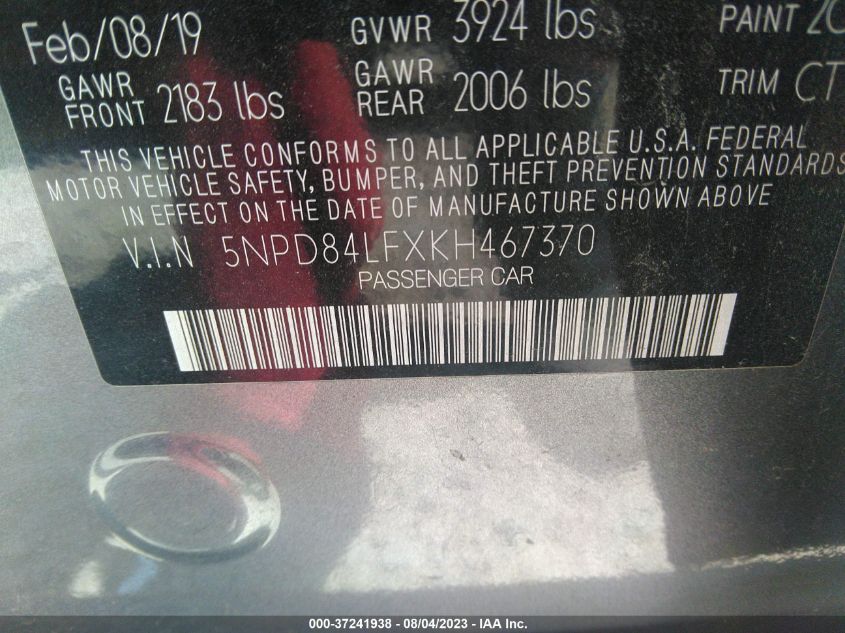 Feb/08/19 GVWR 3924 lbs PAINT
GAWR FRONT 2183 lbs GAWR REAR 2006 lbs TRIM CT
THIS VEHICLE CONFORMS TO ALL APPLICABLE U.S.A. FEDERAL
MOTOR VEHICLE SAFETY, BUMPER, AND THEFT PREVENTION STANDARDS
IN EFFECT ON THE DATE OF MANUFACTURE SHOWN ABOVE
V.I.N 5NPD84LFXKH467370
PASSENGER CAR
000-37241938 - 08/04/2023 - IAA Inc.